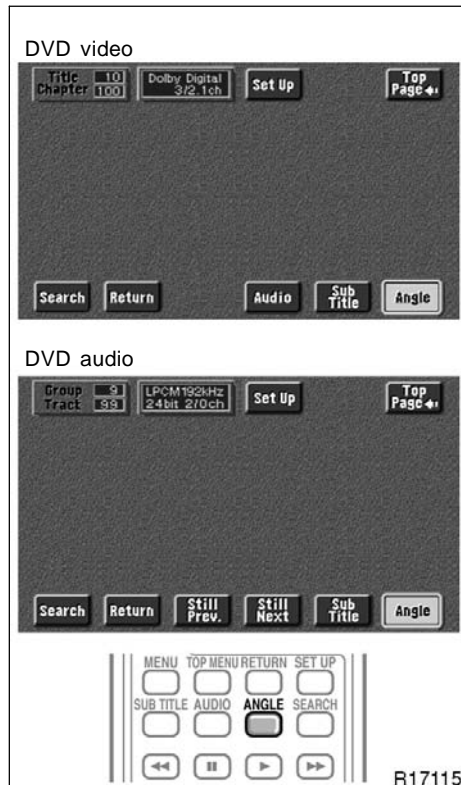 DVD video
Title 10 Dolby Digital Set Up Top
Chapter 100 3/2.1ch Page
Search Return Audio Sub Title Angle
DVD audio
Group 9 LPCM192kHz Set Up Top
Track 99 24bit 2/0ch Page
Search Return Still Prev. Still Next Sub Title Angle
MENU TOP MENU RETURN SET UP
SUB TITLE AUDIO ANGLE SEARCH
R17115